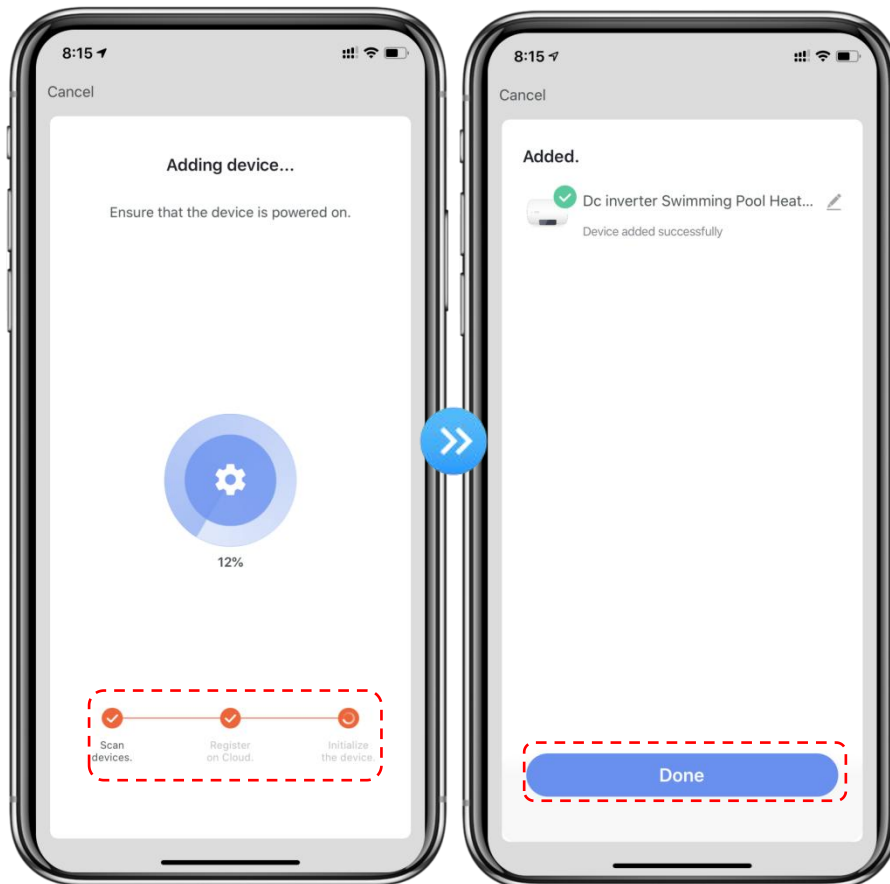 8:15
Cancel
Adding device...
Ensure that the device is powered on.
12%
Scan
devices.
Register
on Cloud.
Initialize
the device.
8:15
Cancel
Added.
Dc inverter Swimming Pool Heat...
Device added successfully
Done